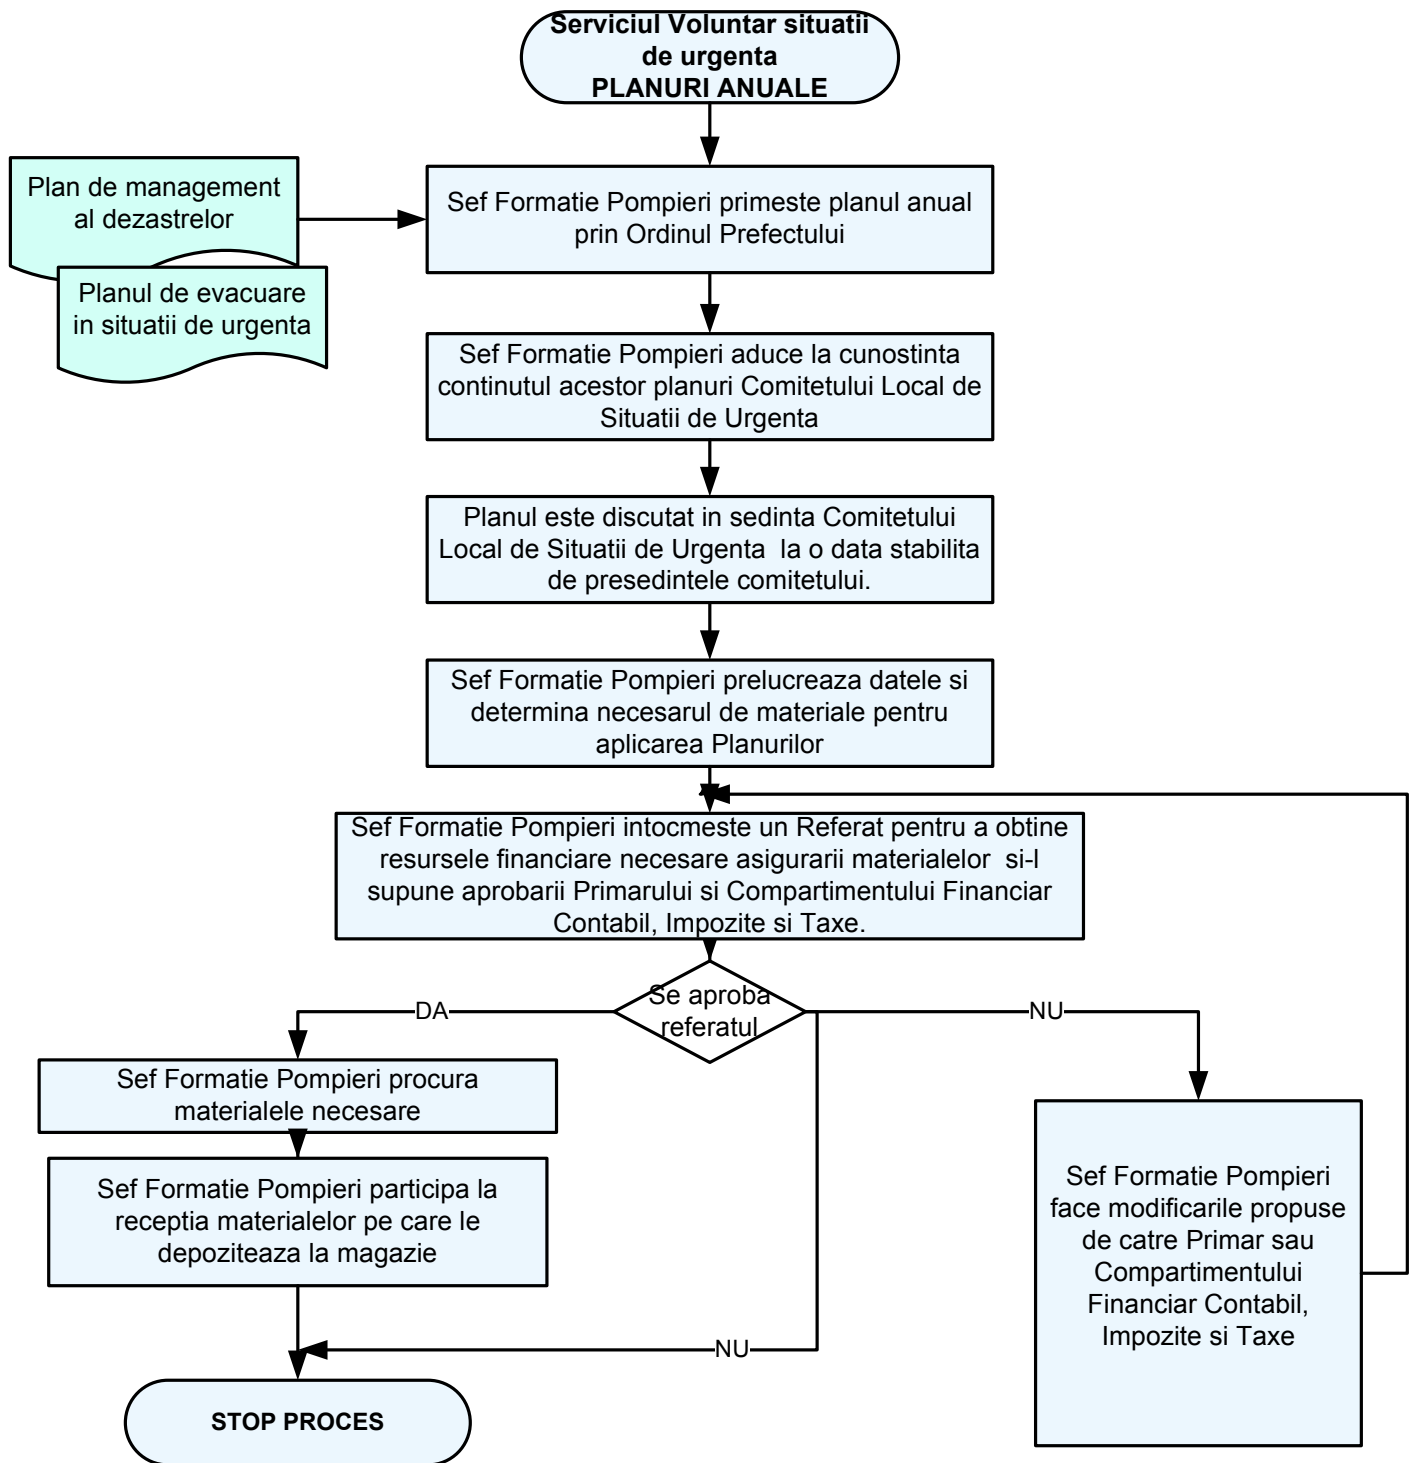 Serviciul Voluntar situatii
de urgenta
PLANURI ANUALE
Plan de management
al dezastrelor
Planul de evacuare
in situatii de urgenta
Sef Formatie Pompieri primeste planul anual
prin Ordinul Prefectului
Sef Formatie Pompieri aduce la cunostinta
continutul acestor planuri Comitetului Local de
Situatii de Urgenta
Planul este discutat in sedinta Comitetului
Local de Situatii de Urgenta  la o data stabilita
de presedintele comitetului.
Sef Formatie Pompieri prelucreaza datele si
determina necesarul de materiale pentru
aplicarea Planurilor
Sef Formatie Pompieri intocmeste un Referat pentru a obtine
resursele financiare necesare asigurarii materialelor  si-l
supune aprobarii Primarului si Compartimentului Financiar
Contabil, Impozite si Taxe.
Se aproba
referatul
DA
NU
Sef Formatie Pompieri procura
materialele necesare
Sef Formatie Pompieri participa la
receptia materialelor pe care le
depoziteaza la magazie
Sef Formatie Pompieri
face modificarile propuse
de catre Primar sau
Compartimentului
Financiar Contabil,
Impozite si Taxe
NU
STOP PROCES